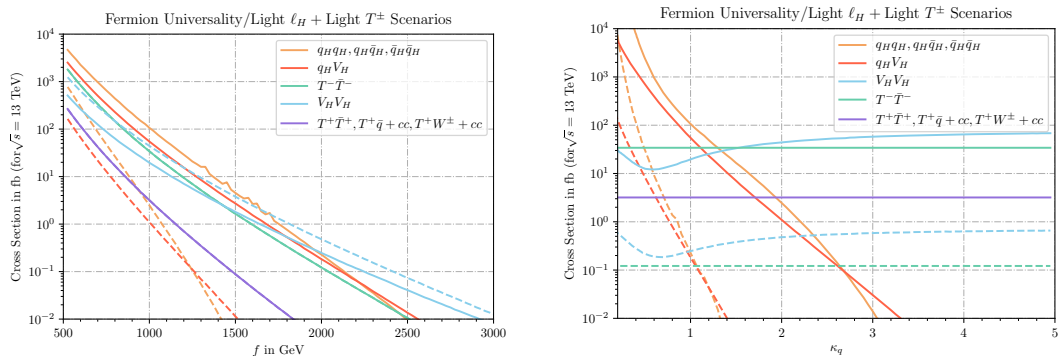 Fermion Universality/Light ℓ_H + Light T^± Scenarios
10^4
10^3
10^2
10^1
10^0
10^{-1}
10^{-2}
Cross Section in fb (for√s = 13 TeV)
q_H q_H, q_H q̄_H, q̄_H q̄_H
q_H V_H
T^- T̄^-
V_H V_H
T^+ T̄^+, T^+ q̄ + cc, T^+ W^± + cc
500
1000
1500
2000
2500
3000
f in GeV
Fermion Universality/Light ℓ_H + Light T^± Scenarios
10^4
10^3
10^2
10^1
10^0
10^{-1}
10^{-2}
Cross Section in fb (for√s = 13 TeV)
q_H q_H, q_H q̄_H, q̄_H q̄_H
q_H V_H
V_H V_H
T^- T̄^-
T^+ T̄^+, T^+ q̄ + cc, T^+ W^± + cc
1
2
3
4
5
κ_q